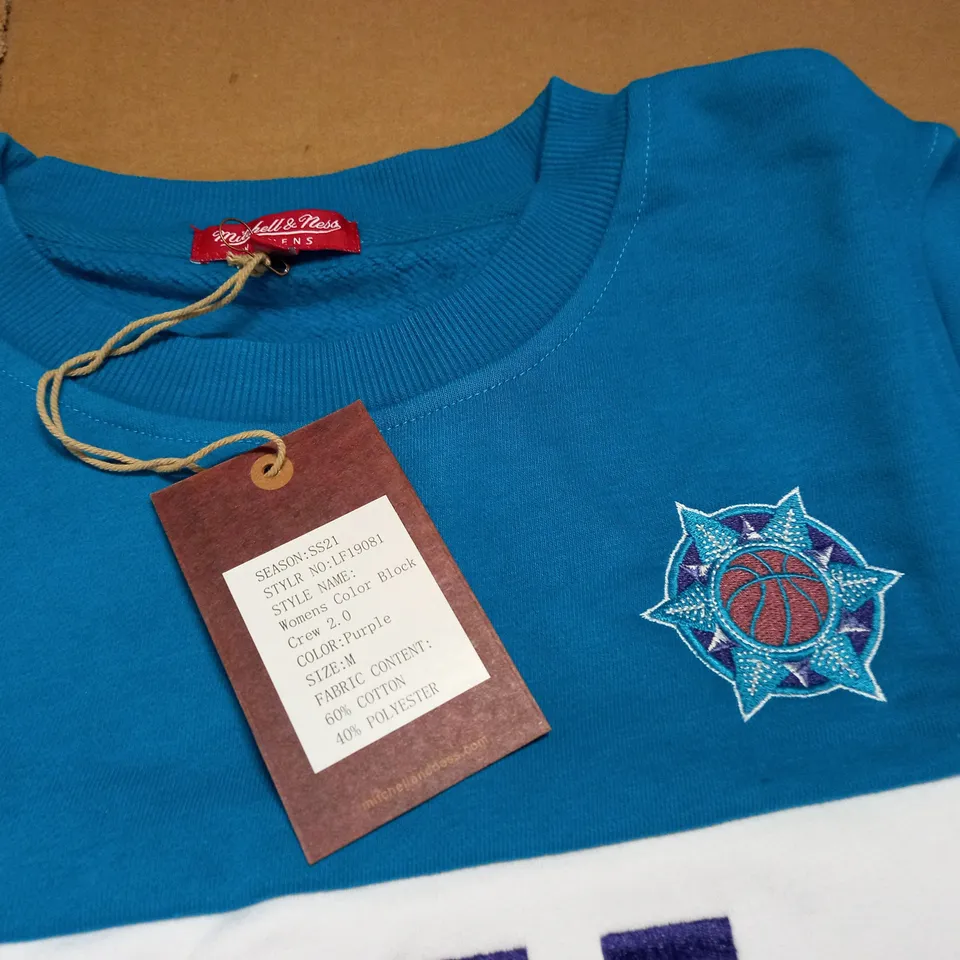 Mitchell & Ness
SEASON:SS21
STYLR NO:LF19081
STYLE NAME:
Womens Color Block
Crew 2.0
COLOR:Purple
SIZE:M
FABRIC CONTENT:
60% COTTON
40% POLYESTER
mitchellandness.com